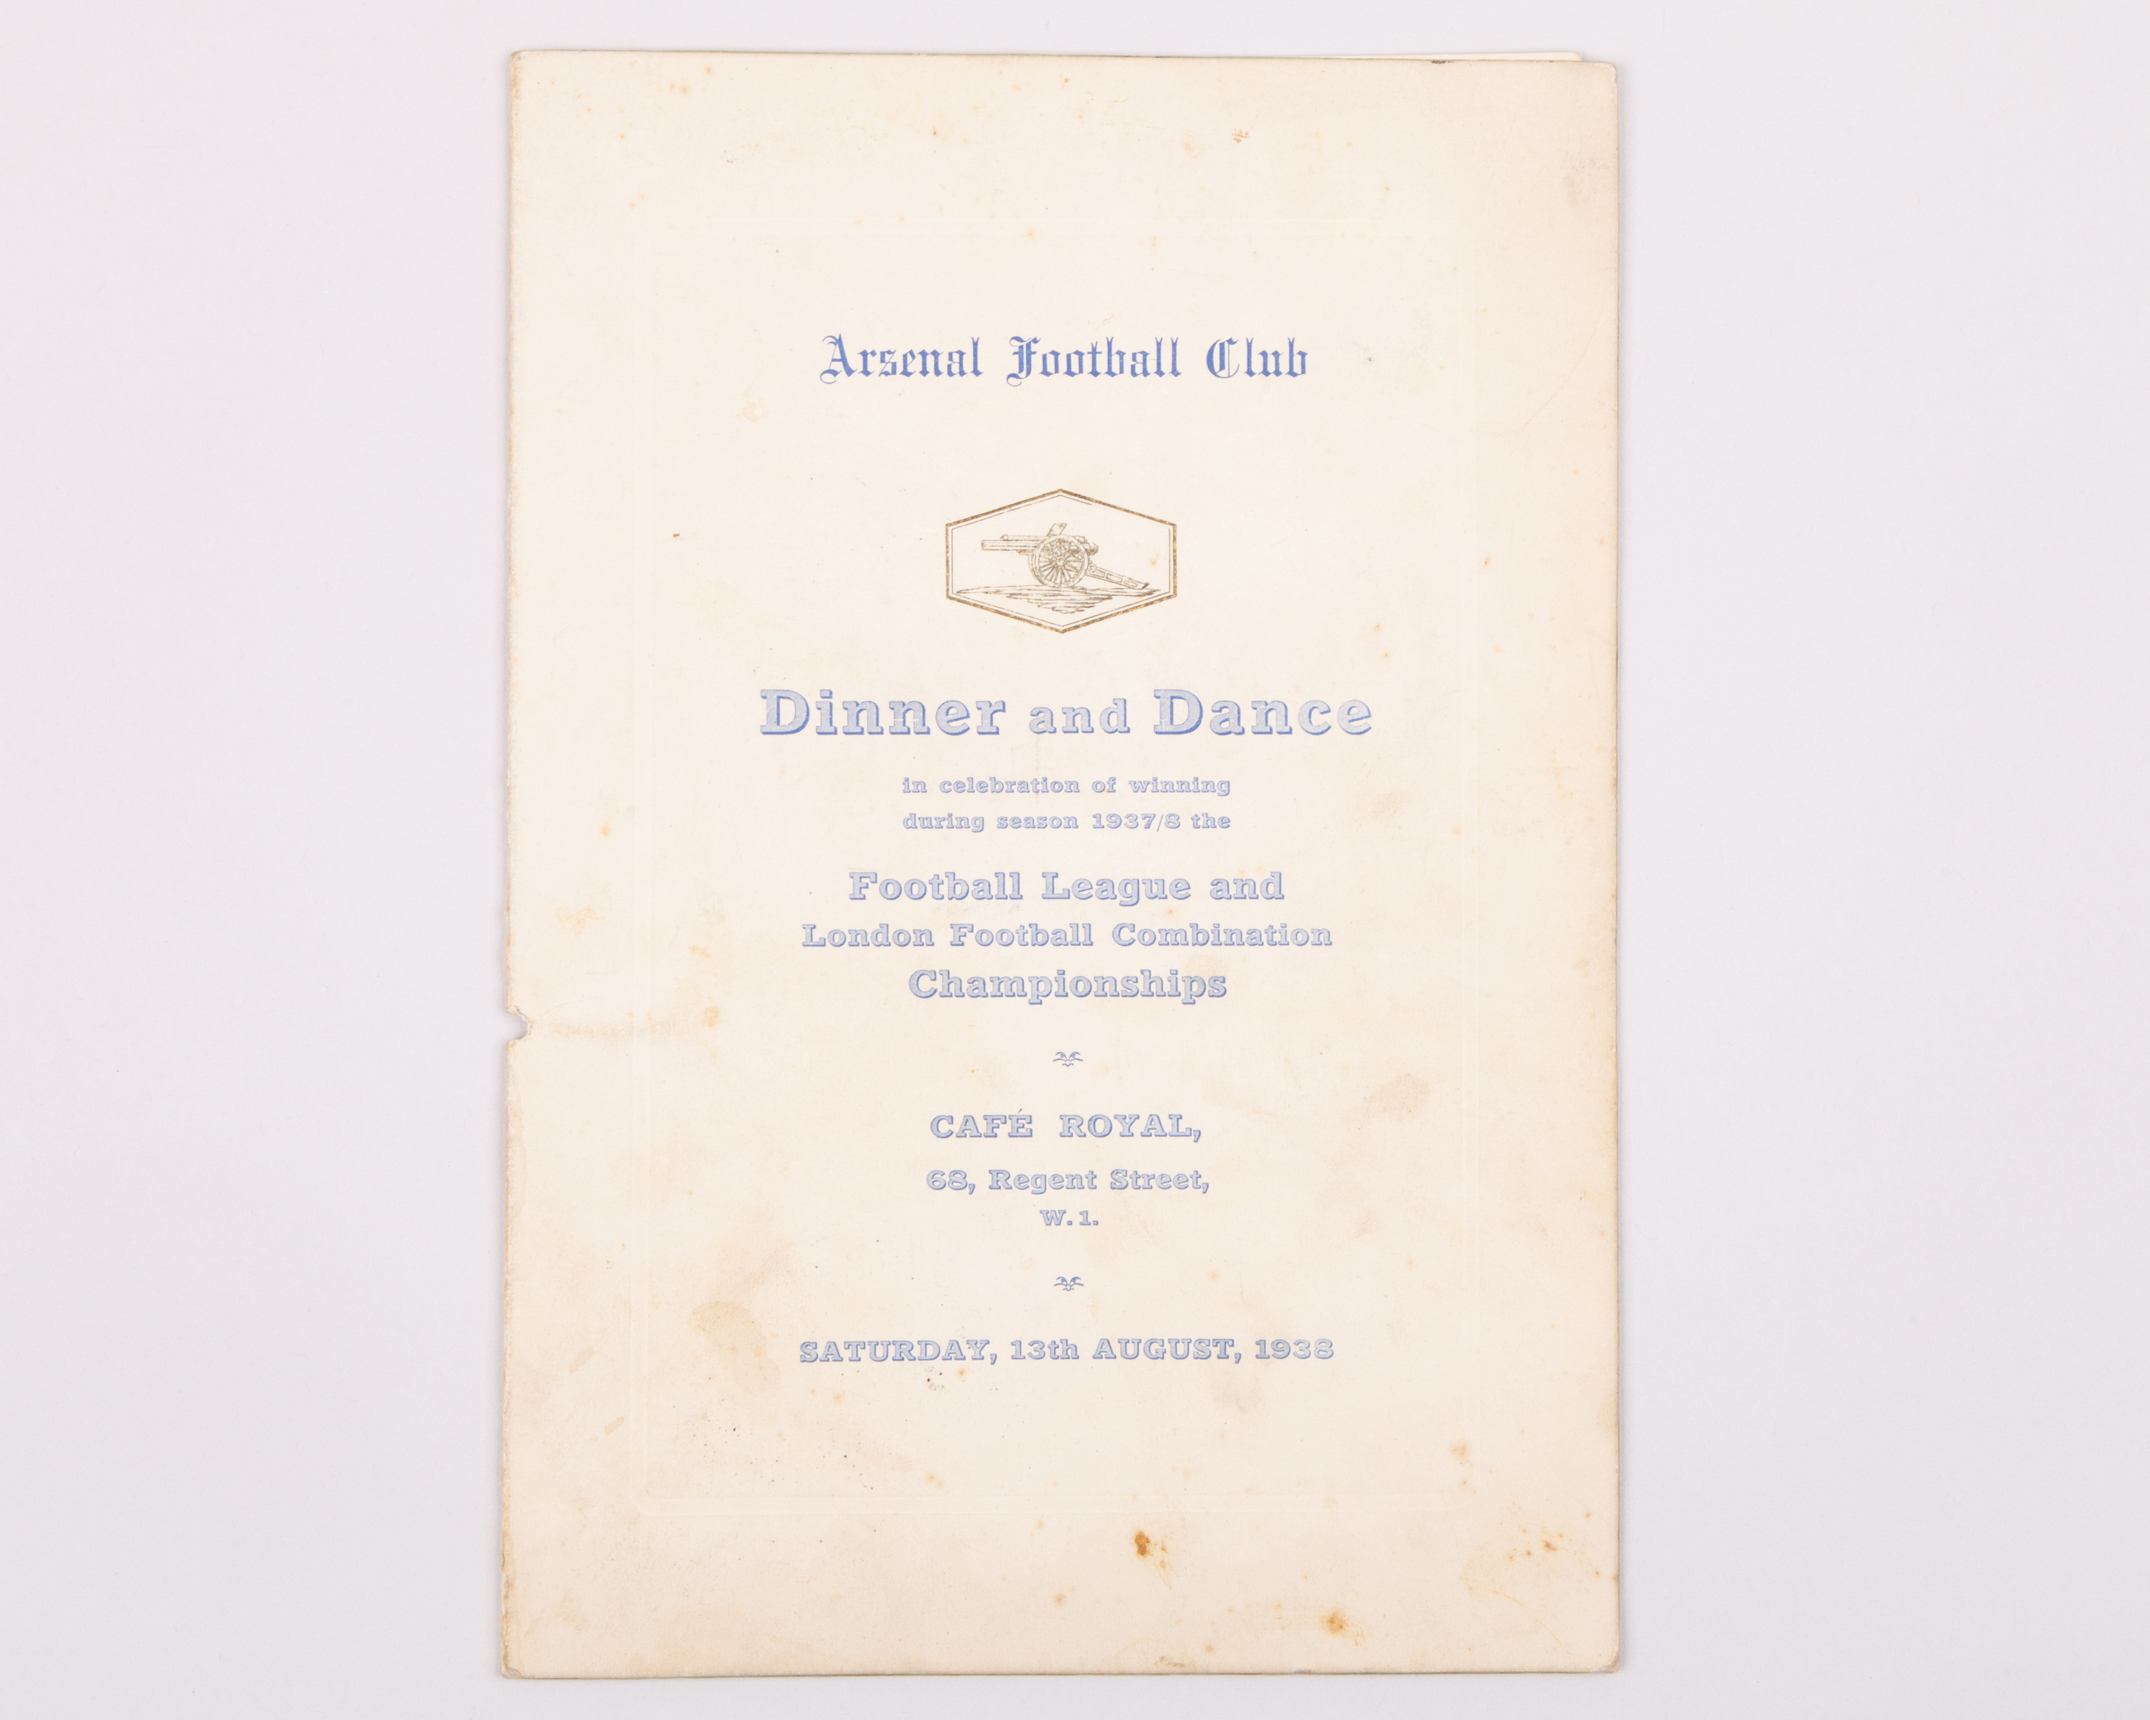 Arsenal Football Club
Dinner and Dance
in celebration of winning
during season 1937/8 the
Football League and
London Football Combination
Championships
CAFÉ ROYAL,
68, Regent Street,
W. 1.
SATURDAY, 13th AUGUST, 1938